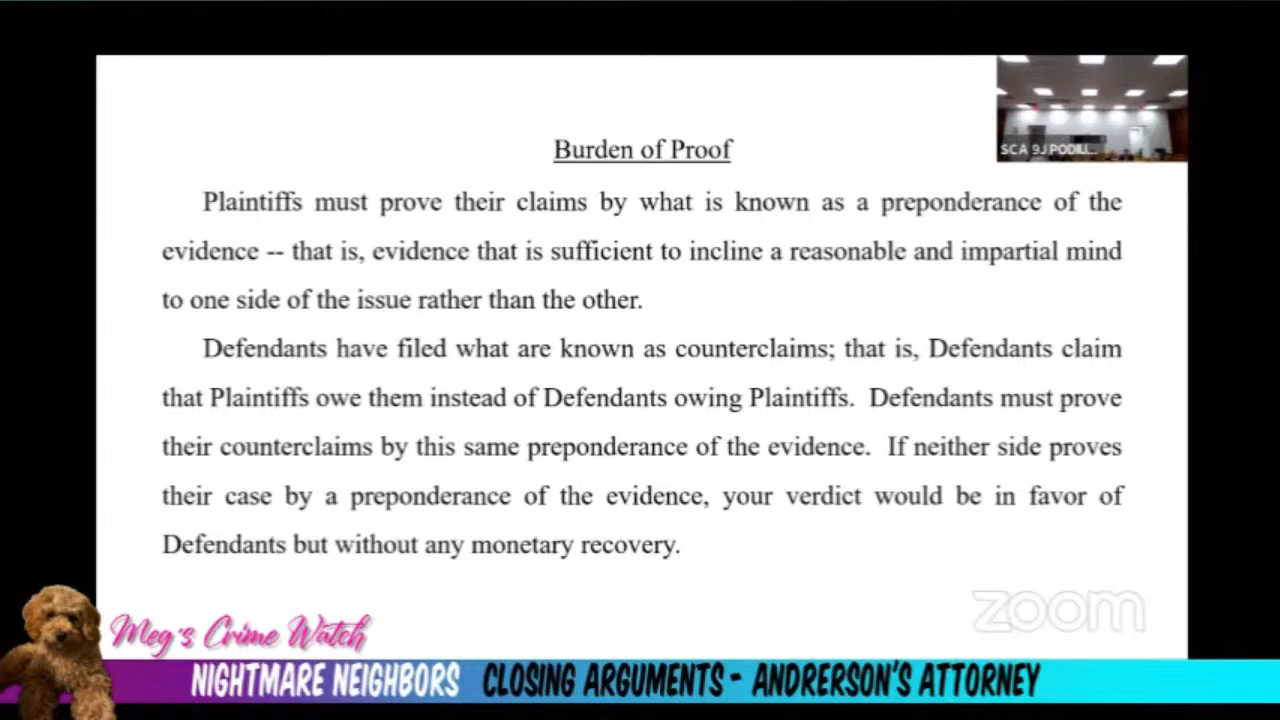 Burden of Proof
SCA 9J PODIU...
Plaintiffs must prove their claims by what is known as a preponderance of the
evidence -- that is, evidence that is sufficient to incline a reasonable and impartial mind
to one side of the issue rather than the other.
Defendants have filed what are known as counterclaims; that is, Defendants claim
that Plaintiffs owe them instead of Defendants owing Plaintiffs. Defendants must prove
their counterclaims by this same preponderance of the evidence. If neither side proves
their case by a preponderance of the evidence, your verdict would be in favor of
Defendants but without any monetary recovery.
zoom
Meg's Crime Watch
NIGHTMARE NEIGHBORS CLOSING ARGUMENTS - ANDRERSON'S ATTORNEY